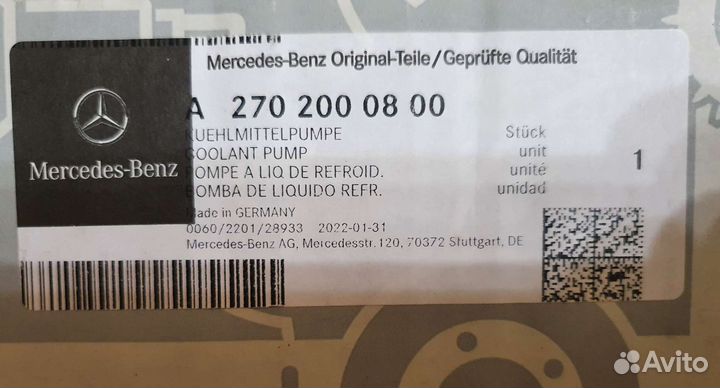 Mercedes-Benz Original-Teile/Geprüfte Qualität
A 270 200 08 00
KUEHLMITTELPUMPE Stück
COOLANT PUMP unit
POMPE A LIQ DE REFROID. unité 1
BOMBA DE LIQUIDO REFR. unidad
Mercedes-Benz
Made in GERMANY
0060/2201/28933 2022-01-31
Mercedes-Benz AG, Mercedesstr.120, 70372 Stuttgart, DE
Avito